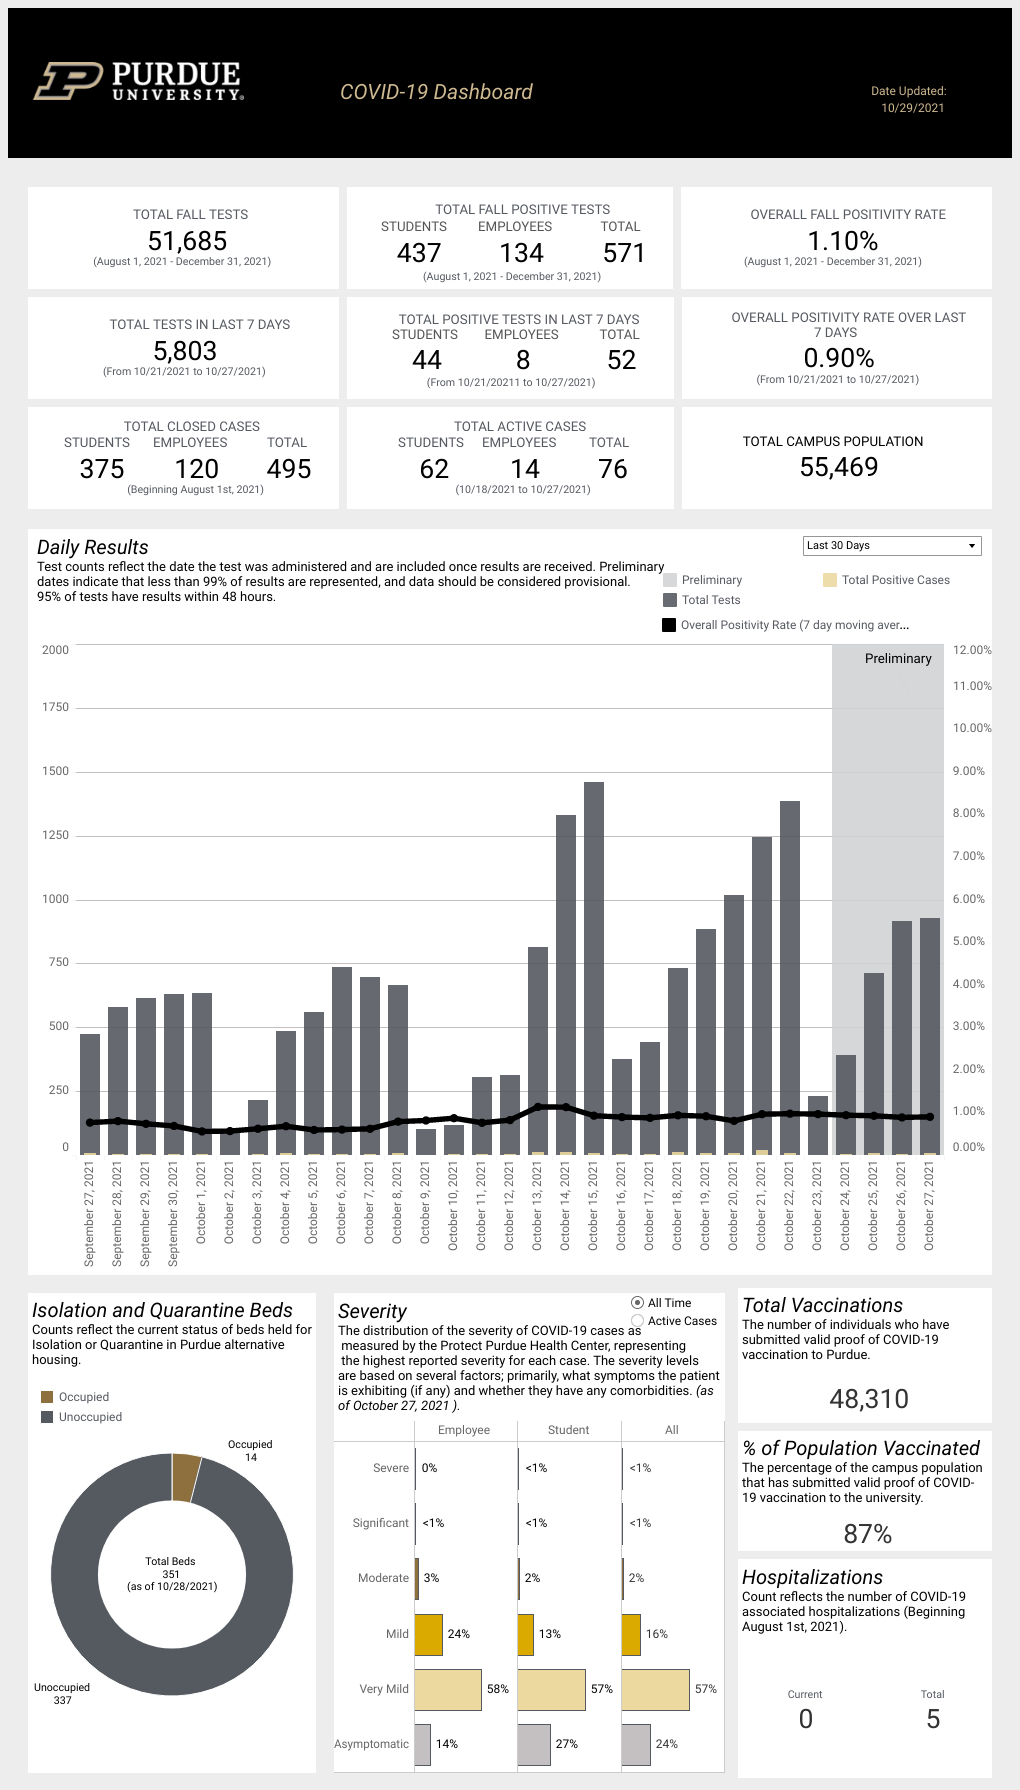 PURDUE
UNIVERSITY®
COVID-19 Dashboard
Date Updated:
10/29/2021
TOTAL FALL TESTS
51,685
(August 1, 2021 - December 31, 2021)
TOTAL FALL POSITIVE TESTS
STUDENTS EMPLOYEES TOTAL
437 134 571
(August 1, 2021 - December 31, 2021)
OVERALL FALL POSITIVITY RATE
1.10%
(August 1, 2021 - December 31, 2021)
TOTAL TESTS IN LAST 7 DAYS
5,803
(From 10/21/2021 to 10/27/2021)
TOTAL POSITIVE TESTS IN LAST 7 DAYS
STUDENTS EMPLOYEES TOTAL
44 8 52
(From 10/21/20211 to 10/27/2021)
OVERALL POSITIVITY RATE OVER LAST
7 DAYS
0.90%
(From 10/21/2021 to 10/27/2021)
TOTAL CLOSED CASES
STUDENTS EMPLOYEES TOTAL
375 120 495
(Beginning August 1st, 2021)
TOTAL ACTIVE CASES
STUDENTS EMPLOYEES TOTAL
62 14 76
(10/18/2021 to 10/27/2021)
TOTAL CAMPUS POPULATION
55,469
Daily Results
Test counts reflect the date the test was administered and are included once results are received. Preliminary
dates indicate that less than 99% of results are represented, and data should be considered provisional.
95% of tests have results within 48 hours.
Last 30 Days
Preliminary
Total Positive Cases
Total Tests
Overall Positivity Rate (7 day moving aver...
Preliminary
2000
1750
1500
1250
1000
750
500
250
0
12.00%
11.00%
10.00%
9.00%
8.00%
7.00%
6.00%
5.00%
4.00%
3.00%
2.00%
1.00%
0.00%
September 27, 2021
September 28, 2021
September 29, 2021
September 30, 2021
October 1, 2021
October 2, 2021
October 3, 2021
October 4, 2021
October 5, 2021
October 6, 2021
October 7, 2021
October 8, 2021
October 9, 2021
October 10, 2021
October 11, 2021
October 12, 2021
October 13, 2021
October 14, 2021
October 15, 2021
October 16, 2021
October 17, 2021
October 18, 2021
October 19, 2021
October 20, 2021
October 21, 2021
October 22, 2021
October 23, 2021
October 24, 2021
October 25, 2021
October 26, 2021
October 27, 2021
Isolation and Quarantine Beds
Counts reflect the current status of beds held for
Isolation or Quarantine in Purdue alternative
housing.
Occupied
Unoccupied
Occupied
14
Total Beds
351
(as of 10/28/2021)
Unoccupied
337
Severity
All Time
Active Cases
The distribution of the severity of COVID-19 cases as
measured by the Protect Purdue Health Center, representing
the highest reported severity for each case. The severity levels
are based on several factors; primarily, what symptoms the patient
is exhibiting (if any) and whether they have any comorbidities. (as
of October 27, 2021 ).
Employee Student All
Severe 0% <1% <1%
Significant <1% <1% <1%
Moderate 3% 2% 2%
Mild 24% 13% 16%
Very Mild 58% 57% 57%
Asymptomatic 14% 27% 24%
Total Vaccinations
The number of individuals who have
submitted valid proof of COVID-19
vaccination to Purdue.
48,310
% of Population Vaccinated
The percentage of the campus population
that has submitted valid proof of COVID-
19 vaccination to the university.
87%
Hospitalizations
Count reflects the number of COVID-19
associated hospitalizations (Beginning
August 1st, 2021).
Current Total
0 5